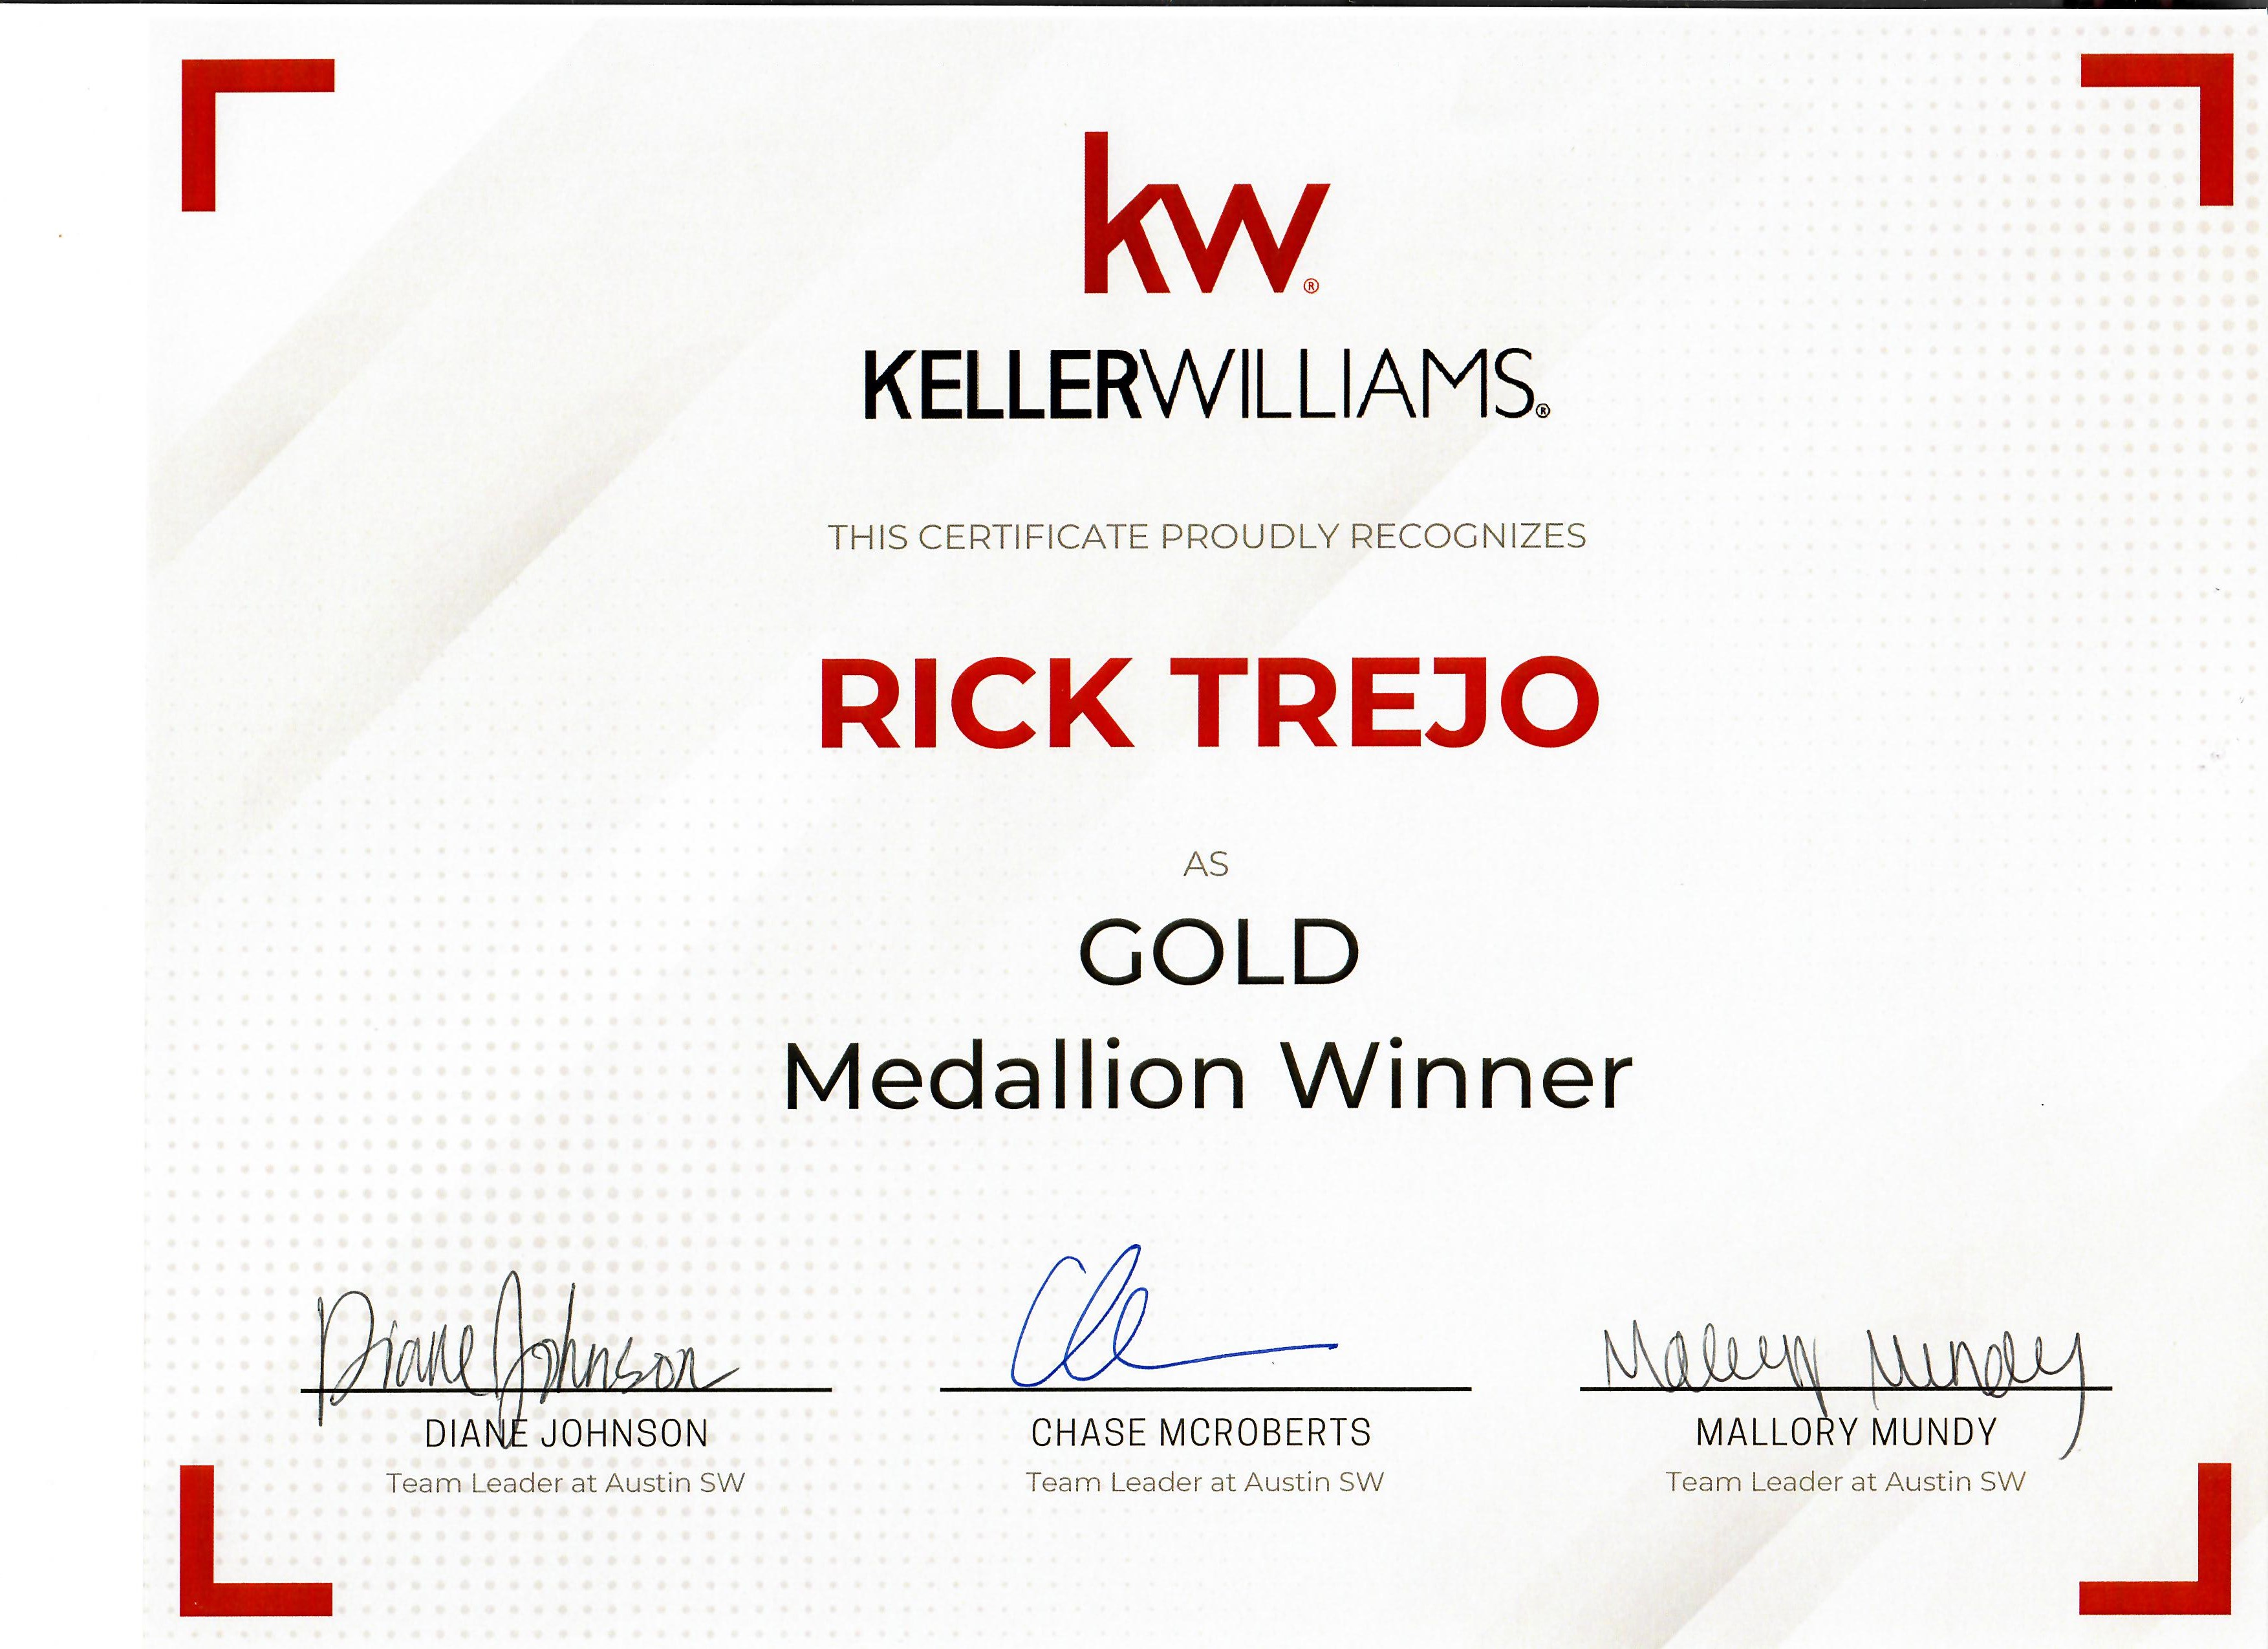 kw®
KELLERWILLIAMS®
THIS CERTIFICATE PROUDLY RECOGNIZES
RICK TREJO
AS
GOLD
Medallion Winner
Diane Johnson
Mallory Mundy
DIANE JOHNSON
CHASE MCROBERTS
MALLORY MUNDY
Team Leader at Austin SW
Team Leader at Austin SW
Team Leader at Austin SW